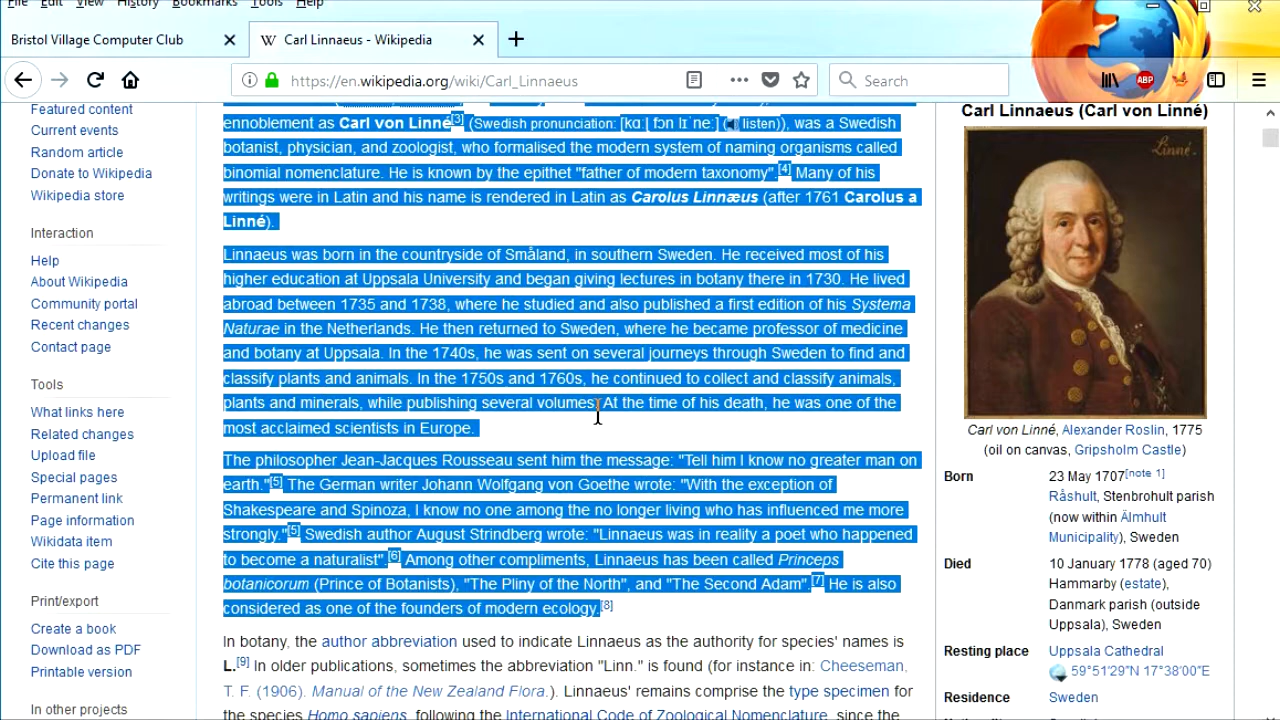 File Edit View History Bookmarks Tools Help
Bristol Village Computer Club
W Carl Linnaeus - Wikipedia
https://en.wikipedia.org/wiki/Carl_Linnaeus
Search
ABP
Featured content
Current events
Random article
Donate to Wikipedia
Wikipedia store
Interaction
Help
About Wikipedia
Community portal
Recent changes
Contact page
Tools
What links here
Related changes
Upload file
Special pages
Permanent link
Page information
Wikidata item
Cite this page
Print/export
Create a book
Download as PDF
Printable version
In other projects
ennoblement as Carl von Linné[3] (Swedish pronunciation: [kɑːɭ fɔn lɪˈneː] (listen)), was a Swedish
botanist, physician, and zoologist, who formalised the modern system of naming organisms called
binomial nomenclature. He is known by the epithet "father of modern taxonomy".[4] Many of his
writings were in Latin and his name is rendered in Latin as Carolus Linnæus (after 1761 Carolus a
Linné).
Linnaeus was born in the countryside of Småland, in southern Sweden. He received most of his
higher education at Uppsala University and began giving lectures in botany there in 1730. He lived
abroad between 1735 and 1738, where he studied and also published a first edition of his Systema
Naturae in the Netherlands. He then returned to Sweden, where he became professor of medicine
and botany at Uppsala. In the 1740s, he was sent on several journeys through Sweden to find and
classify plants and animals. In the 1750s and 1760s, he continued to collect and classify animals,
plants and minerals, while publishing several volumes. At the time of his death, he was one of the
most acclaimed scientists in Europe.
The philosopher Jean-Jacques Rousseau sent him the message: "Tell him I know no greater man on
earth."[5] The German writer Johann Wolfgang von Goethe wrote: "With the exception of
Shakespeare and Spinoza, I know no one among the no longer living who has influenced me more
strongly."[5] Swedish author August Strindberg wrote: "Linnaeus was in reality a poet who happened
to become a naturalist".[6] Among other compliments, Linnaeus has been called Princeps
botanicorum (Prince of Botanists), "The Pliny of the North", and "The Second Adam".[7] He is also
considered as one of the founders of modern ecology.[8]
In botany, the author abbreviation used to indicate Linnaeus as the authority for species' names is
L.[9] In older publications, sometimes the abbreviation "Linn." is found (for instance in: Cheeseman,
T. F. (1906). Manual of the New Zealand Flora.). Linnaeus' remains comprise the type specimen for
the species Homo sapiens, following the International Code of Zoological Nomenclature, since the
Carl Linnaeus (Carl von Linné)
Linné.
Carl von Linné, Alexander Roslin, 1775
(oil on canvas, Gripsholm Castle)
Born 23 May 1707[note 1]
Råshult, Stenbrohult parish
(now within Älmhult
Municipality), Sweden
Died 10 January 1778 (aged 70)
Hammarby (estate),
Danmark parish (outside
Uppsala), Sweden
Resting place Uppsala Cathedral
59°51′29″N 17°38′00″E
Residence Sweden